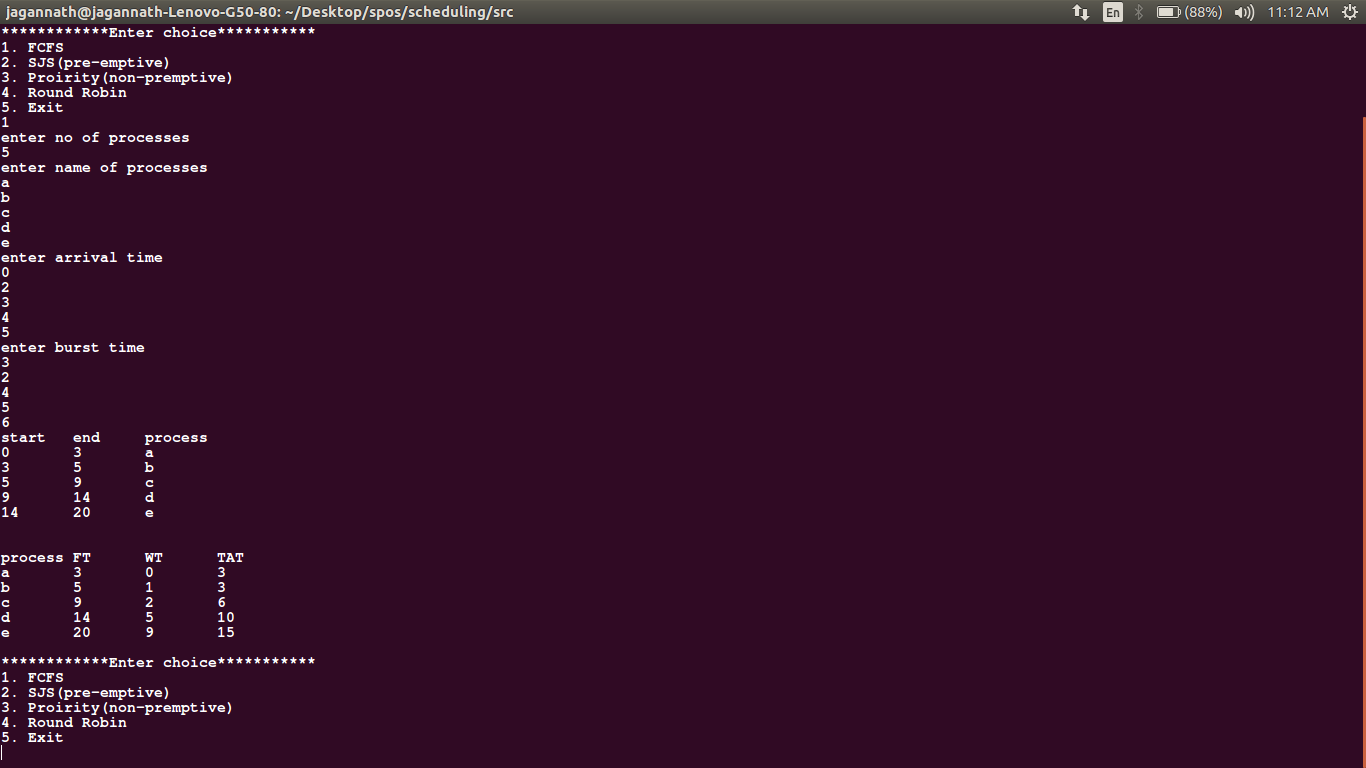 jagannath@jagannath-Lenovo-G50-80: ~/Desktop/spos/scheduling/src En (88%) 11:12 AM
************Enter choice***********
1. FCFS
2. SJS(pre-emptive)
3. Proirity(non-premptive)
4. Round Robin
5. Exit
1
enter no of processes
5
enter name of processes
a
b
c
d
e
enter arrival time
0
2
3
4
5
enter burst time
3
2
4
5
6
start end process
0 3 a
3 5 b
5 9 c
9 14 d
14 20 e
process FT WT TAT
a 3 0 3
b 5 1 3
c 9 2 6
d 14 5 10
e 20 9 15
************Enter choice***********
1. FCFS
2. SJS(pre-emptive)
3. Proirity(non-premptive)
4. Round Robin
5. Exit